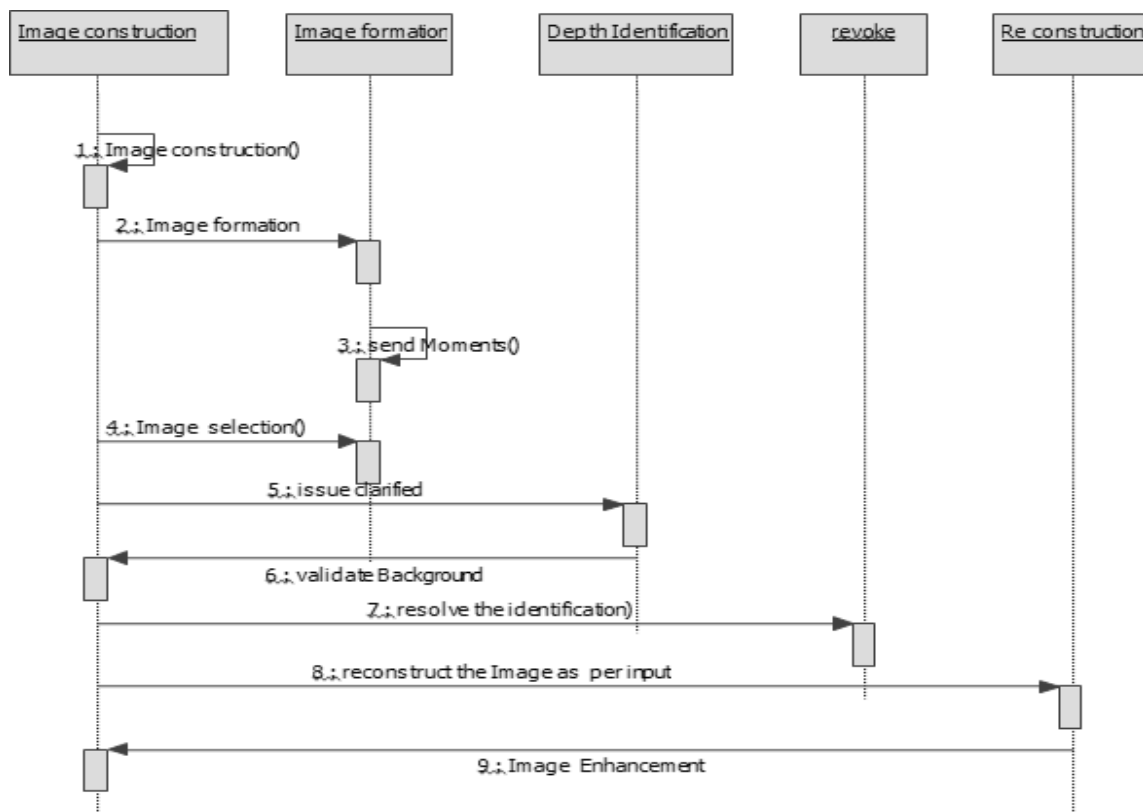 Image construction
Image formation
Depth Identification
revoke
Re construction
1 : Image construction()
2 : Image formation
3 : send Moments()
4 : Image selection()
5 : issue clarified
6 : validate Background
7 : resolve the identification)
8 : reconstruct the Image as per input
9 : Image Enhancement